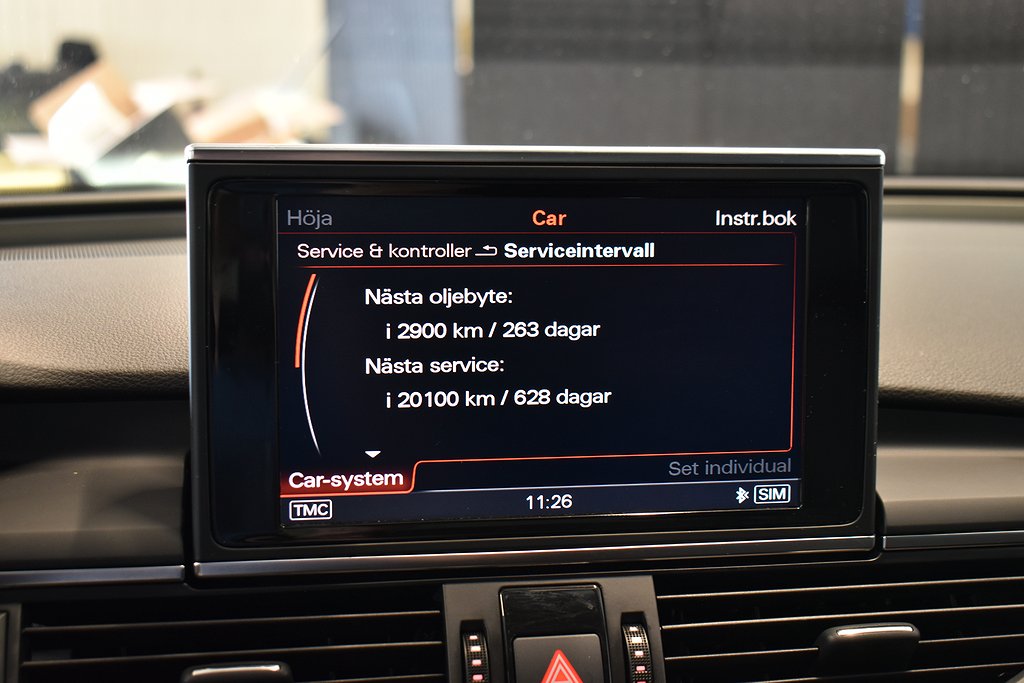 Höja Car Instr.bok
Service & kontroller Serviceintervall
Nästa oljebyte:
i 2900 km / 263 dagar
Nästa service:
i 20100 km / 628 dagar
Set individual
Car-system
TMC 11:26 SIM